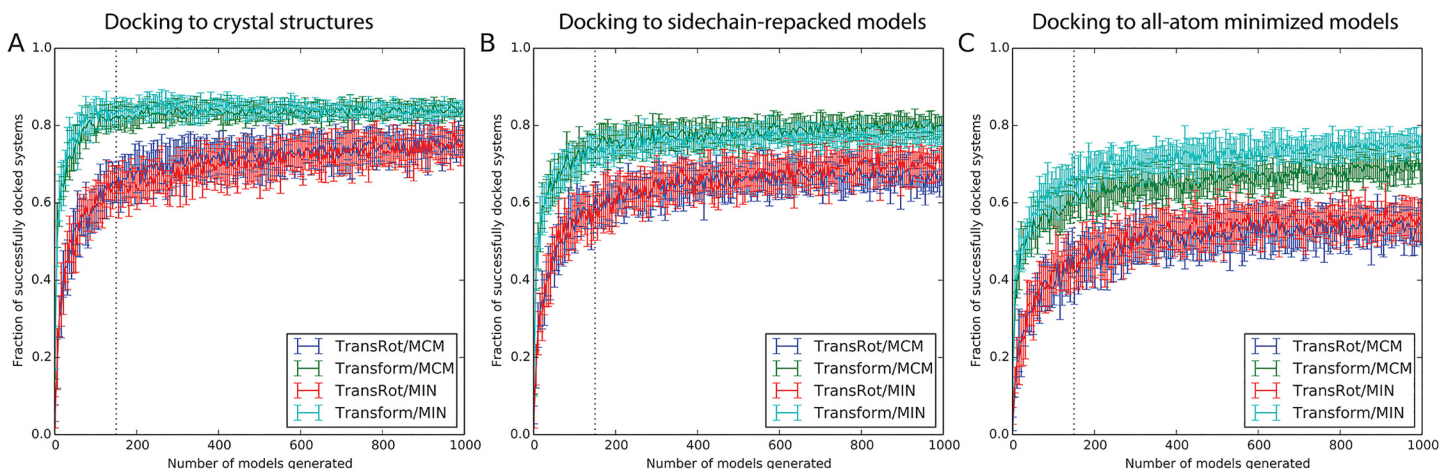 Docking to crystal structures
A
Fraction of successfully docked systems
1.0
0.8
0.6
0.4
0.2
0.0
0
200
400
600
800
1000
Number of models generated
TransRot/MCM
Transform/MCM
TransRot/MIN
Transform/MIN
Docking to sidechain-repacked models
B
Fraction of successfully docked systems
1.0
0.8
0.6
0.4
0.2
0.0
0
200
400
600
800
1000
Number of models generated
TransRot/MCM
Transform/MCM
TransRot/MIN
Transform/MIN
Docking to all-atom minimized models
C
Fraction of successfully docked systems
1.0
0.8
0.6
0.4
0.2
0.0
0
200
400
600
800
1000
Number of models generated
TransRot/MCM
Transform/MCM
TransRot/MIN
Transform/MIN